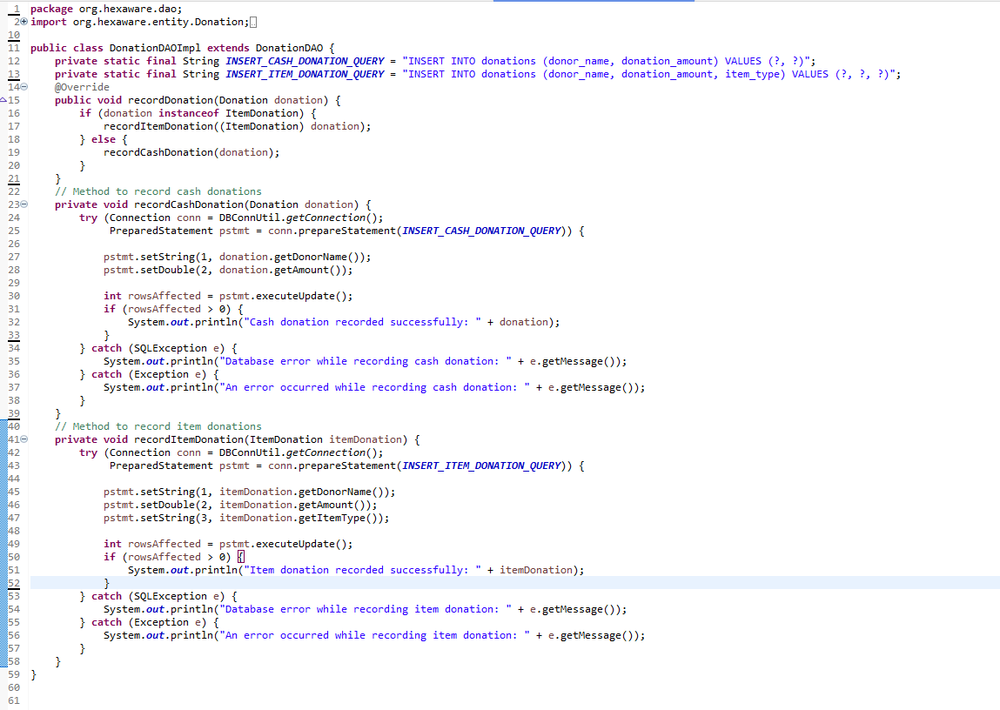 1 package org.hexaware.dao;
2 import org.hexaware.entity.Donation;
10
11 public class DonationDAOImpl extends DonationDAO {
12 private static final String INSERT_CASH_DONATION_QUERY = "INSERT INTO donations (donor_name, donation_amount) VALUES (?, ?)";
13 private static final String INSERT_ITEM_DONATION_QUERY = "INSERT INTO donations (donor_name, donation_amount, item_type) VALUES (?, ?, ?)";
14 @Override
15 public void recordDonation(Donation donation) {
16 if (donation instanceof ItemDonation) {
17 recordItemDonation((ItemDonation) donation);
18 } else {
19 recordCashDonation(donation);
20 }
21 }
22 // Method to record cash donations
23 private void recordCashDonation(Donation donation) {
24 try (Connection conn = DBConnUtil.getConnection();
25 PreparedStatement pstmt = conn.prepareStatement(INSERT_CASH_DONATION_QUERY)) {
26
27 pstmt.setString(1, donation.getDonorName());
28 pstmt.setDouble(2, donation.getAmount());
29
30 int rowsAffected = pstmt.executeUpdate();
31 if (rowsAffected > 0) {
32 System.out.println("Cash donation recorded successfully: " + donation);
33 }
34 } catch (SQLException e) {
35 System.out.println("Database error while recording cash donation: " + e.getMessage());
36 } catch (Exception e) {
37 System.out.println("An error occurred while recording cash donation: " + e.getMessage());
38 }
39 }
40 // Method to record item donations
41 private void recordItemDonation(ItemDonation itemDonation) {
42 try (Connection conn = DBConnUtil.getConnection();
43 PreparedStatement pstmt = conn.prepareStatement(INSERT_ITEM_DONATION_QUERY)) {
44
45 pstmt.setString(1, itemDonation.getDonorName());
46 pstmt.setDouble(2, itemDonation.getAmount());
47 pstmt.setString(3, itemDonation.getItemType());
48
49 int rowsAffected = pstmt.executeUpdate();
50 if (rowsAffected > 0) {
51 System.out.println("Item donation recorded successfully: " + itemDonation);
52 }
53 } catch (SQLException e) {
54 System.out.println("Database error while recording item donation: " + e.getMessage());
55 } catch (Exception e) {
56 System.out.println("An error occurred while recording item donation: " + e.getMessage());
57 }
58 }
59 }
60
61